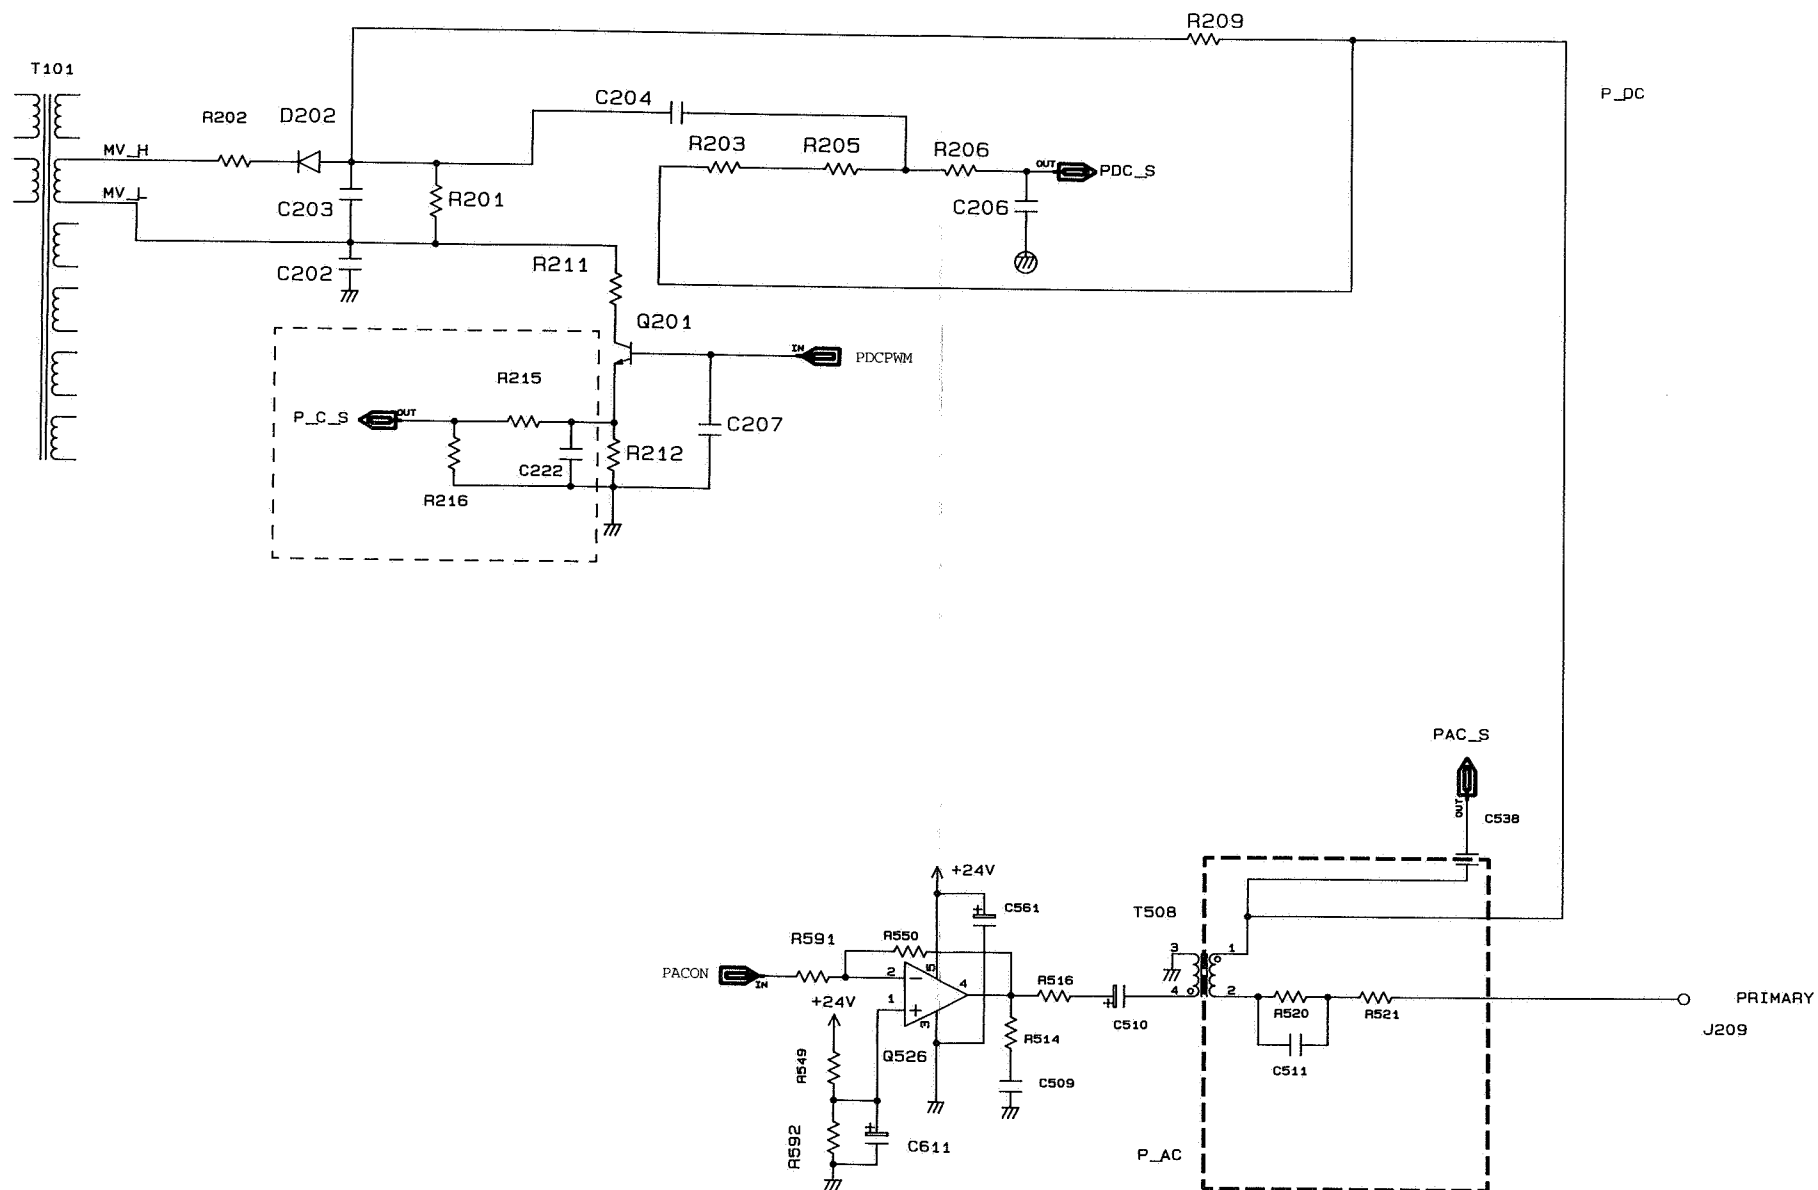 R209
T101
P_DC
C204
R202
D202
R203
R205
R206
MV_H
OUT
PDC_S
MV_L
C203
R201
C206
C202
R211
Q201
IN
PDCPWM
R215
P_C_S
OUT
C207
R212
C222
R216
PAC_S
OUT
C538
+24V
C561
T508
R591
R550
PACON
IN
2
-
5
4
R516
3
1
+24V
1
+
3
+
C510
4
2
R520
R521
PRIMARY
J209
R514
Q526
C511
R549
C509
+
C611
R592
P_AC